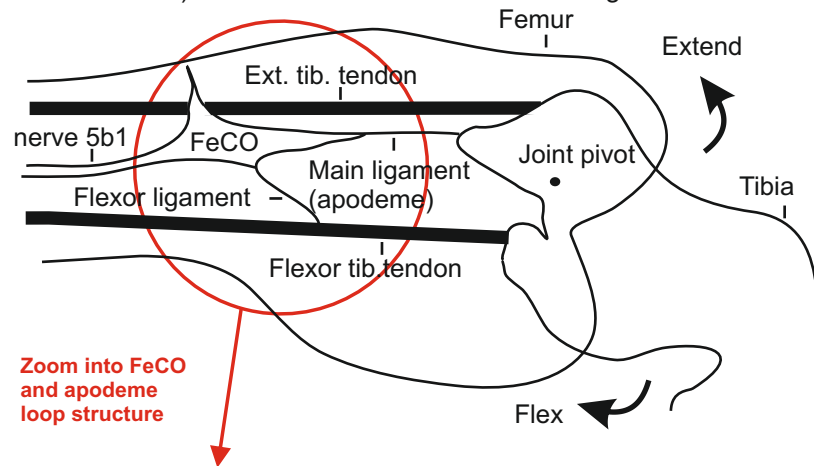 Femur
Extend
Ext. tib. tendon
nerve 5b1
FeCO
Main ligament
(apodeme)
Joint pivot
Tibia
Flexor ligament
Flexor tib.tendon
Zoom into FeCO
and apodeme
loop structure
Flex